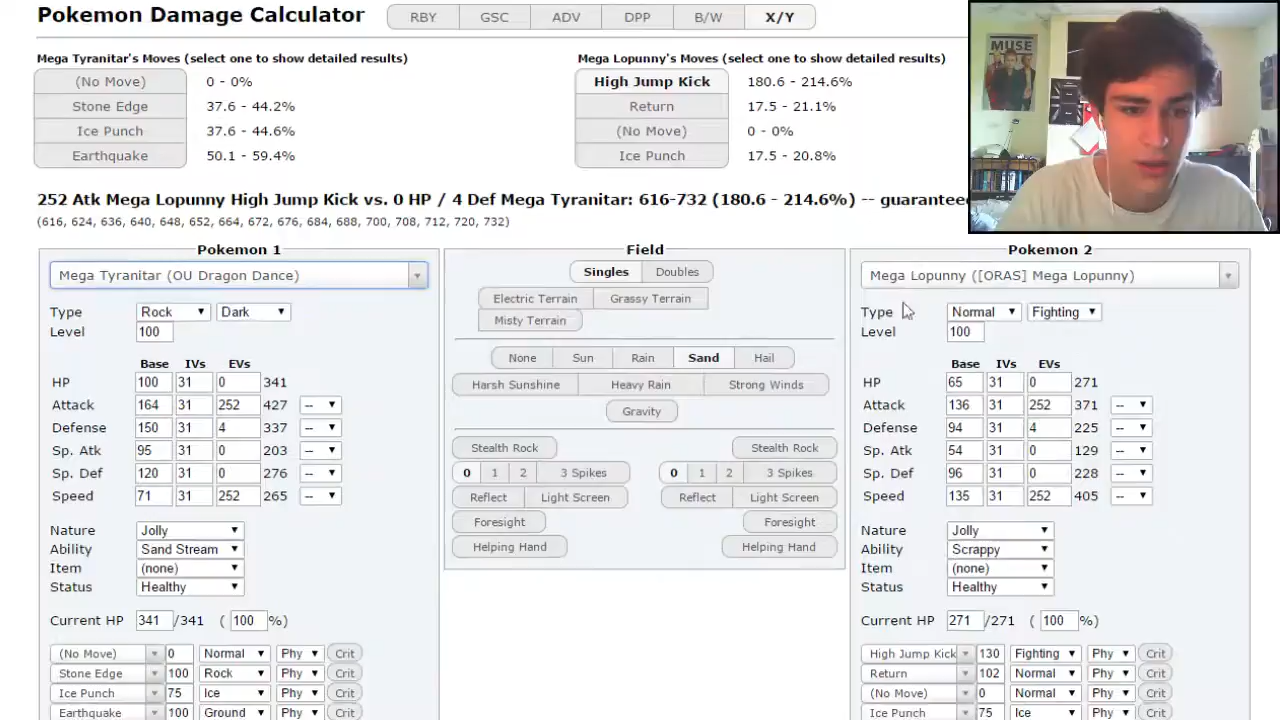 Pokemon Damage Calculator
RBY GSC ADV DPP B/W X/Y
MUSE
Mega Tyranitar's Moves (select one to show detailed results)
(No Move) 0 - 0%
Stone Edge 37.6 - 44.2%
Ice Punch 37.6 - 44.6%
Earthquake 50.1 - 59.4%
Mega Lopunny's Moves (select one to show detailed results)
High Jump Kick 180.6 - 214.6%
Return 17.5 - 21.1%
(No Move) 0 - 0%
Ice Punch 17.5 - 20.8%
252 Atk Mega Lopunny High Jump Kick vs. 0 HP / 4 Def Mega Tyranitar: 616-732 (180.6 - 214.6%) -- guarantee
(616, 624, 636, 640, 648, 652, 664, 672, 676, 684, 688, 700, 708, 712, 720, 732)
Pokemon 1
Mega Tyranitar (OU Dragon Dance)
Type Rock Dark
Level 100
Base IVs EVs
HP 100 31 0 341
Attack 164 31 252 427 --
Defense 150 31 4 337 --
Sp. Atk 95 31 0 203 --
Sp. Def 120 31 0 276 --
Speed 71 31 252 265 --
Nature Jolly
Ability Sand Stream
Item (none)
Status Healthy
Current HP 341 /341 ( 100 %)
(No Move) 0 Normal Phy Crit
Stone Edge 100 Rock Phy Crit
Ice Punch 75 Ice Phy Crit
Earthquake 100 Ground Phy Crit
Field
Singles Doubles
Electric Terrain Grassy Terrain
Misty Terrain
None Sun Rain Sand Hail
Harsh Sunshine Heavy Rain Strong Winds
Gravity
Stealth Rock Stealth Rock
0 1 2 3 Spikes 0 1 2 3 Spikes
Reflect Light Screen Reflect Light Screen
Foresight Foresight
Helping Hand Helping Hand
Pokemon 2
Mega Lopunny ([ORAS] Mega Lopunny)
Type Normal Fighting
Level 100
Base IVs EVs
HP 65 31 0 271
Attack 136 31 252 371 --
Defense 94 31 4 225 --
Sp. Atk 54 31 0 129 --
Sp. Def 96 31 0 228 --
Speed 135 31 252 405 --
Nature Jolly
Ability Scrappy
Item (none)
Status Healthy
Current HP 271 /271 ( 100 %)
High Jump Kick 130 Fighting Phy Crit
Return 102 Normal Phy Crit
(No Move) 0 Normal Phy Crit
Ice Punch 75 Ice Phy Crit